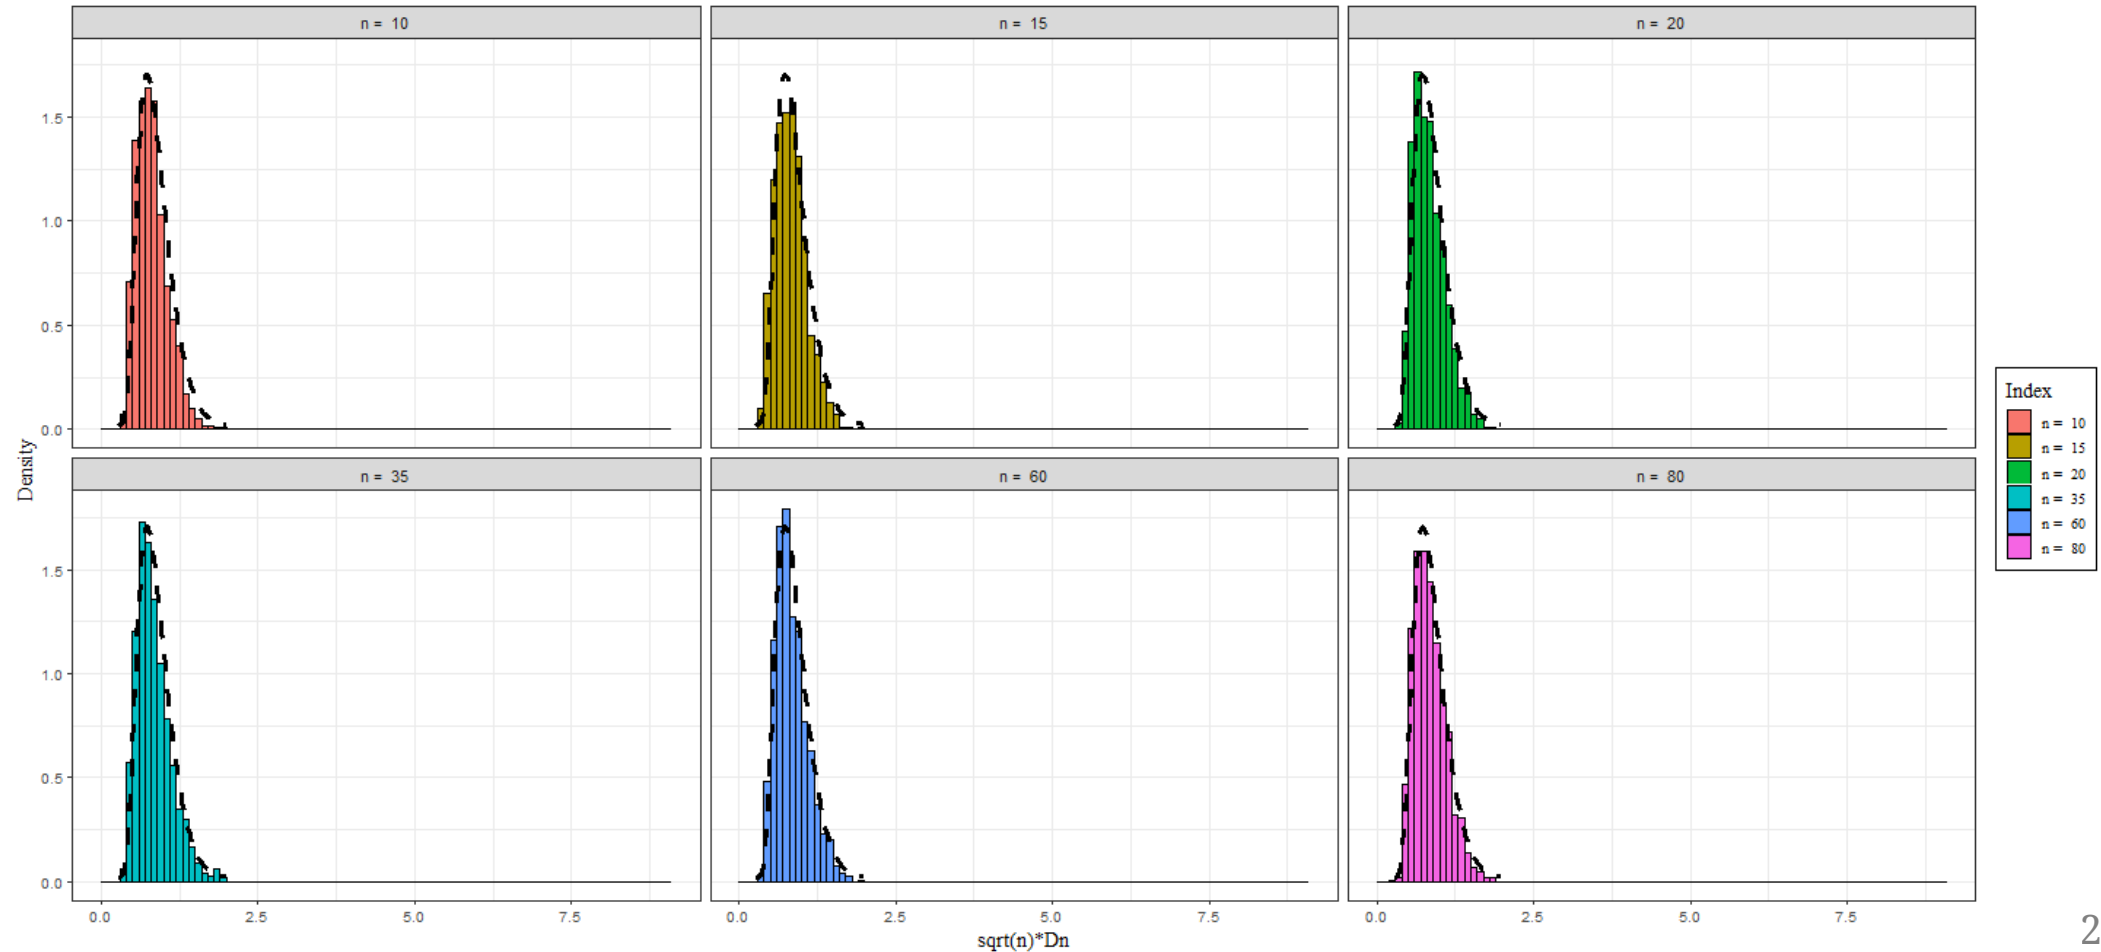 n = 10
n = 15
n = 20
1.5
1.0
0.5
0.0
Density
n = 35
n = 60
n = 80
1.5
1.0
0.5
0.0
0.0 2.5 5.0 7.5
0.0 2.5 5.0 7.5
0.0 2.5 5.0 7.5
sqrt(n)*Dn
Index
n = 10
n = 15
n = 20
n = 35
n = 60
n = 80
2